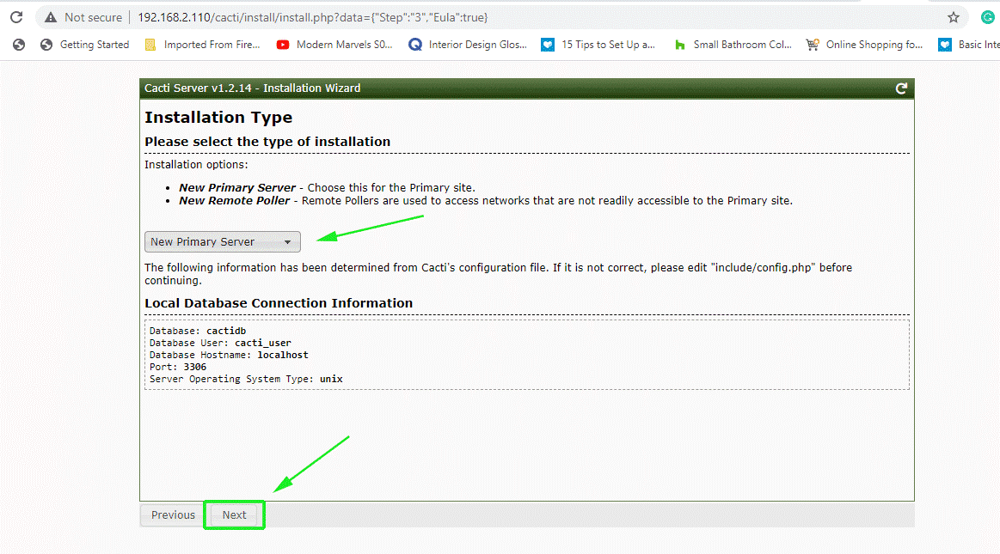 Not secure | 192.168.2.110/cacti/install/install.php?data={"Step":"3","Eula":true}
Getting Started Imported From Fire... Modern Marvels S0... Interior Design Glos... 15 Tips to Set Up a... Small Bathroom Col... Online Shopping fo... Basic Inte
Cacti Server v1.2.14 - Installation Wizard
Installation Type
Please select the type of installation
Installation options:
• New Primary Server - Choose this for the Primary site.
• New Remote Poller - Remote Pollers are used to access networks that are not readily accessible to the Primary site.
New Primary Server
The following information has been determined from Cacti's configuration file. If it is not correct, please edit "include/config.php" before
continuing.
Local Database Connection Information
Database: cactidb
Database User: cacti_user
Database Hostname: localhost
Port: 3306
Server Operating System Type: unix
Previous Next